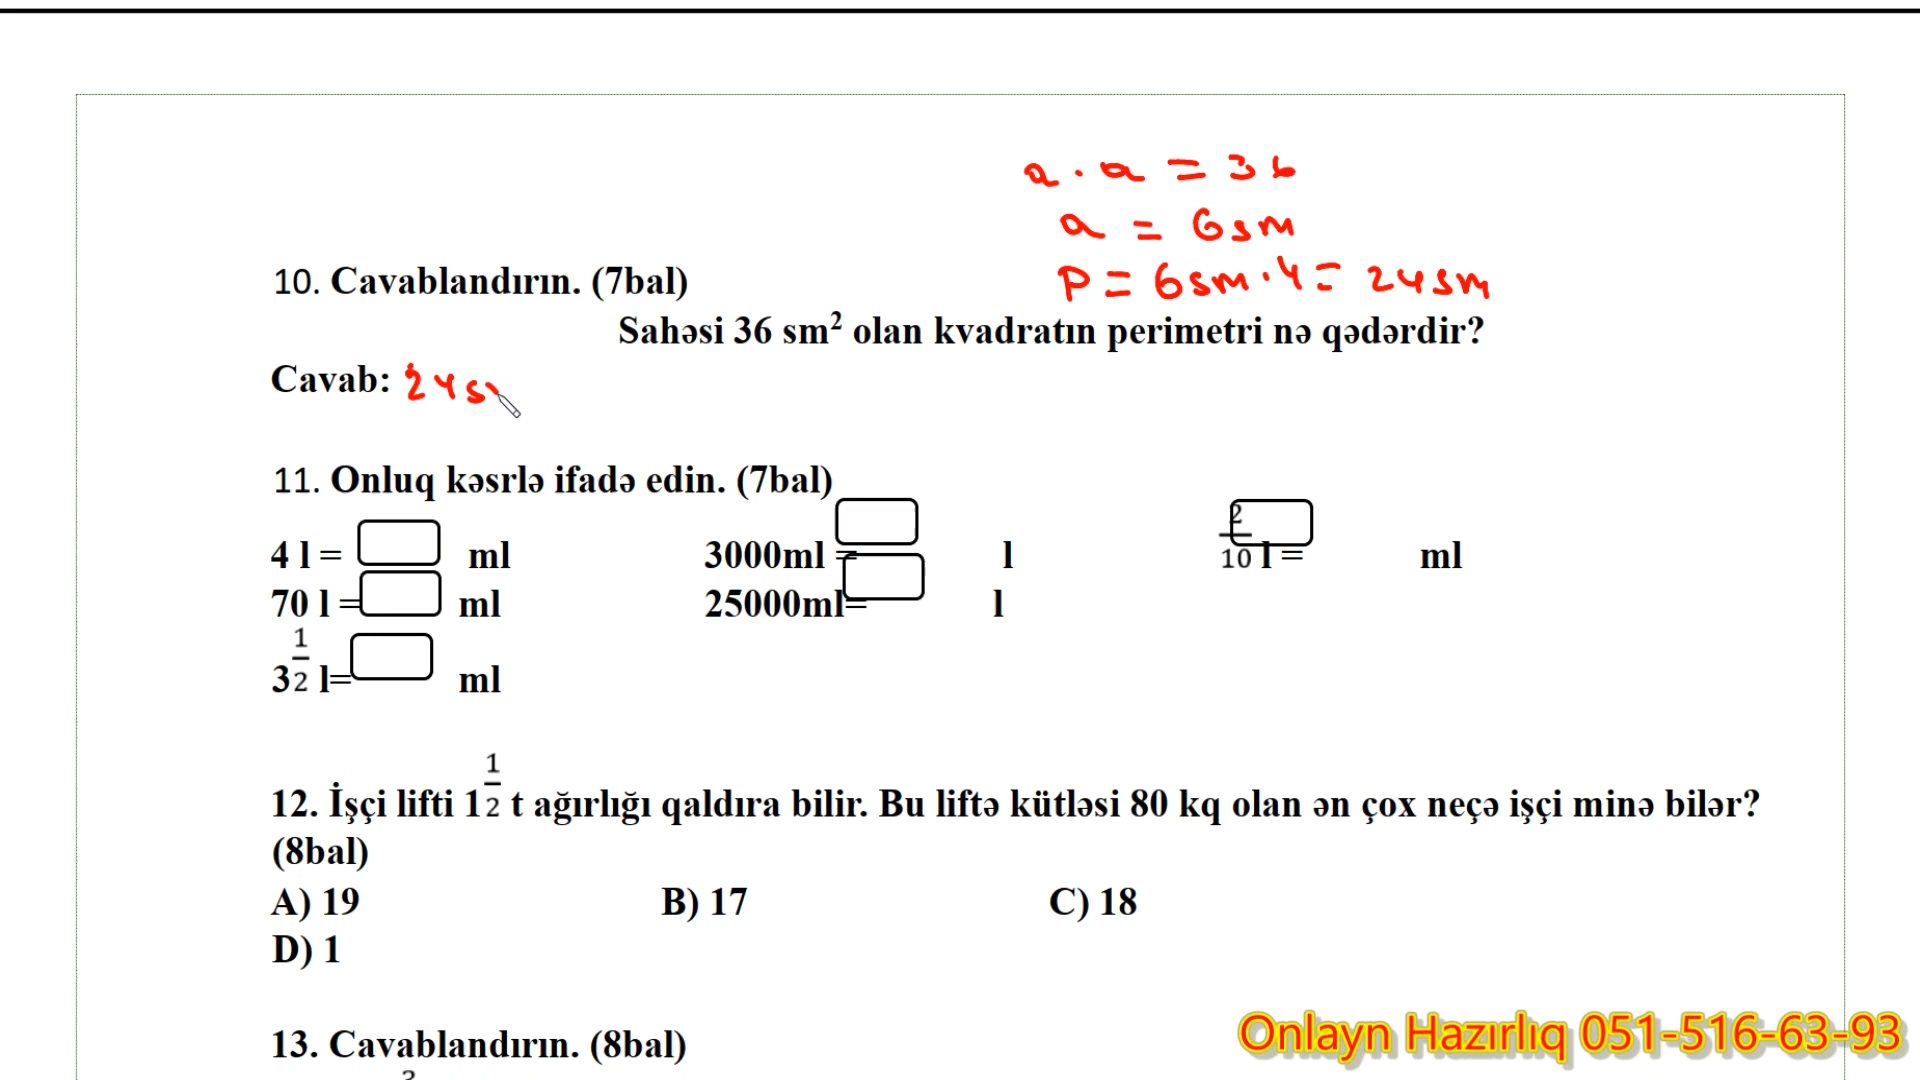 a · a = 36
a = 6sm
P = 6sm · 4 = 24sm
10. Cavablandırın. (7bal)
Sahəsi 36 sm² olan kvadratın perimetri nə qədərdir?
Cavab: 24s
11. Onluq kəsrlə ifadə edin. (7bal)
4 l = ml 3000ml = l 2/10 l = ml
70 l = ml 25000ml= l
3 1/2 l= ml
12. İşçi lifti 1 1/2 t ağırlığı qaldıra bilir. Bu liftə kütləsi 80 kq olan ən çox neçə işçi minə bilər?
(8bal)
A) 19 B) 17 C) 18
D) 1
13. Cavablandırın. (8bal)
Onlayn Hazırlıq 051-516-63-93